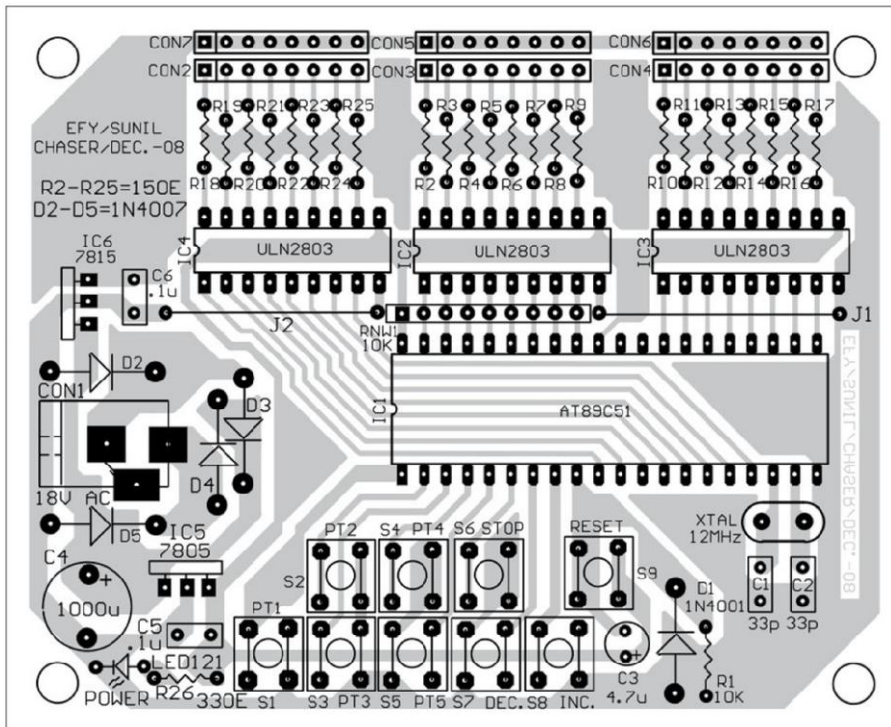 CON7 CON5 CON6
CON2 CON3 CON4
R19 R21 R23 R25 R3 R5 R7 R9 R11 R13 R15 R17
EFY/SUNIL
CHASER/DEC.-08
R18 R20 R22 R24 R2 R4 R6 R8 R10 R12 R14 R16
R2-R25=150E
D2-D5=1N4007
IC6
7815
IC4 ULN2803 IC2 ULN2803 IC3 ULN2803
C6
.1u
J2 RNW1 J1
10K
D2
CON1
D3
IC1 AT89C51
EFY/SUNIL/CHASER/DEC.-08
18V AC
D4
D5
IC5
7805
PT2 S4 PT4 S6 STOP RESET
XTAL
12MHz
C4
1000u
+
S2 S9
D1
1N4001
C1 C2
33p 33p
PT1
C5
.1u
LED121
POWER R26 330E
S1 S3 PT3 S5 PT5 S7 DEC. S8 INC.
+
C3
4.7u
R1
10K